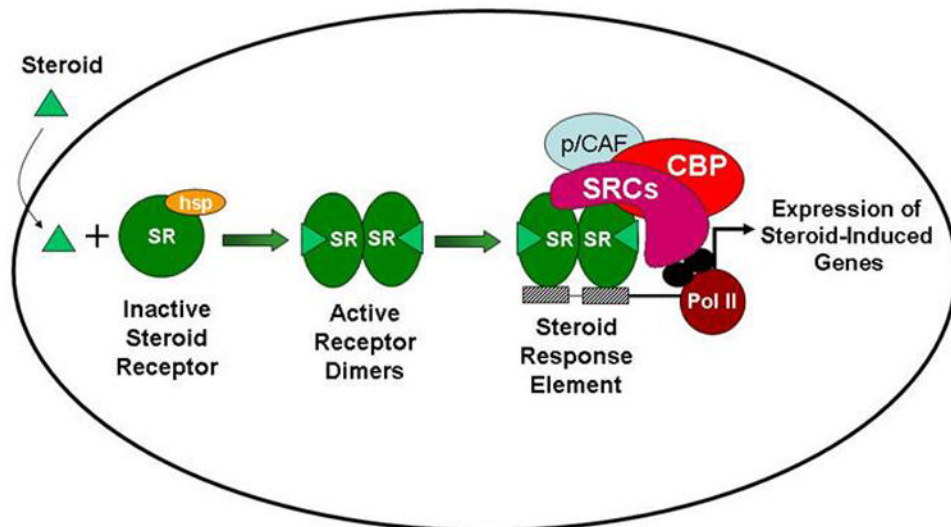 Steroid
p/CAF
CBP
SRCs
hsp
SR
+
SR SR
SR SR
Pol II
Expression of
Steroid-Induced
Genes
Inactive
Steroid
Receptor
Active
Receptor
Dimers
Steroid
Response
Element